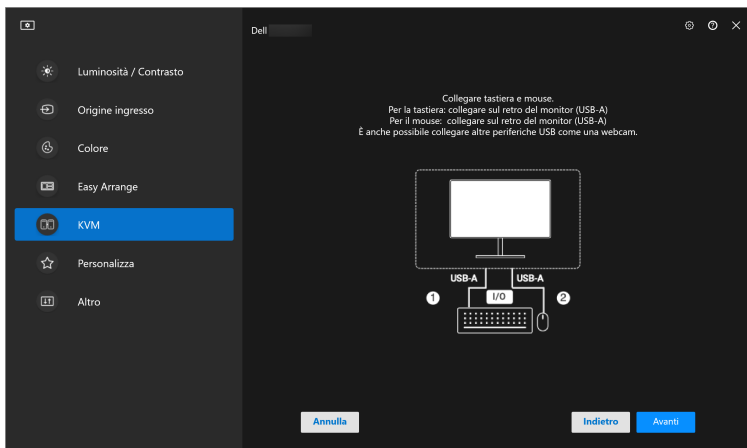 Dell
Luminosità / Contrasto
Origine ingresso
Colore
Easy Arrange
KVM
Personalizza
Altro
Collegare tastiera e mouse.
Per la tastiera: collegare sul retro del monitor (USB-A)
Per il mouse: collegare sul retro del monitor (USB-A)
È anche possibile collegare altre periferiche USB come una webcam.
USB-A USB-A
1 I/O 2
Annulla Indietro Avanti